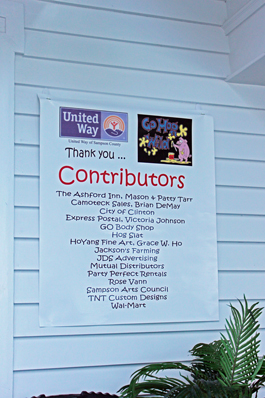 United
Way
United Way of Sampson County
Go Hog
Thank you ...
Contributors
The Ashford Inn, Mason & Patty Tarr
Camoteck Sales, Brian DeMay
City of Clinton
Express Postal, Victoria Johnson
GO Body Shop
Hog Slat
HoYang Fine Art, Grace W. Ho
Jackson's Farming
JDS Advertising
Mutual Distributors
Party Perfect Rentals
Rose Vann
Sampson Arts Council
TNT Custom Designs
Wal-Mart